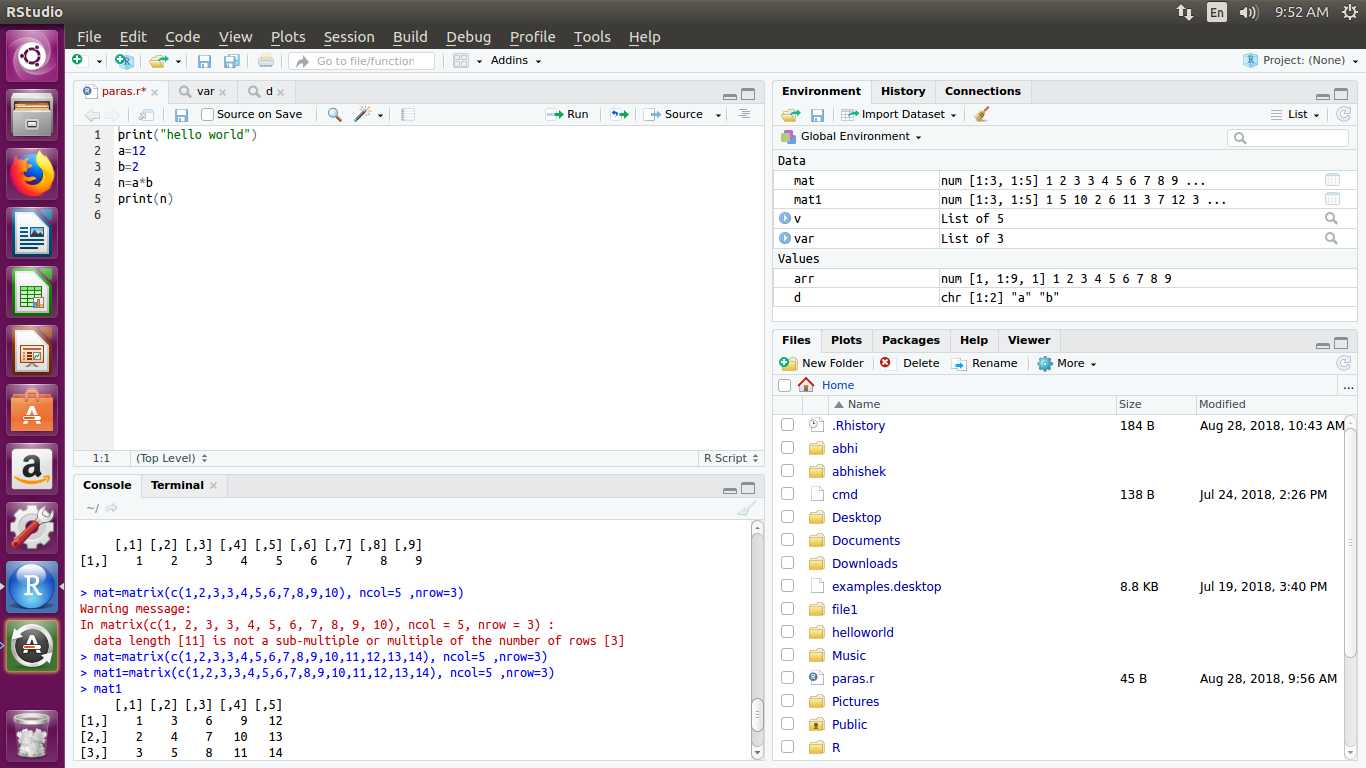 RStudio
En
9:52 AM
File Edit Code View Plots Session Build Debug Profile Tools Help
Go to file/function
Addins
Project: (None)
paras.r* var d
Source on Save
Run
Source
1 print("hello world")
2 a=12
3 b=2
4 n=a*b
5 print(n)
6
1:1 (Top Level) R Script
Console Terminal
~/
[,1] [,2] [,3] [,4] [,5] [,6] [,7] [,8] [,9]
[1,] 1 2 3 4 5 6 7 8 9
> mat=matrix(c(1,2,3,3,4,5,6,7,8,9,10), ncol=5 ,nrow=3)
Warning message:
In matrix(c(1, 2, 3, 3, 4, 5, 6, 7, 8, 9, 10), ncol = 5, nrow = 3) :
data length [11] is not a sub-multiple or multiple of the number of rows [3]
> mat=matrix(c(1,2,3,3,4,5,6,7,8,9,10,11,12,13,14), ncol=5 ,nrow=3)
> mat1=matrix(c(1,2,3,3,4,5,6,7,8,9,10,11,12,13,14), ncol=5 ,nrow=3)
> mat1
[,1] [,2] [,3] [,4] [,5]
[1,] 1 3 6 9 12
[2,] 2 4 7 10 13
[3,] 3 5 8 11 14
Environment History Connections
Import Dataset
List
Global Environment
Data
mat num [1:3, 1:5] 1 2 3 3 4 5 6 7 8 9 ...
mat1 num [1:3, 1:5] 1 5 10 2 6 11 3 7 12 3 ...
v List of 5
var List of 3
Values
arr num [1, 1:9, 1] 1 2 3 4 5 6 7 8 9
d chr [1:2] "a" "b"
Files Plots Packages Help Viewer
New Folder Delete Rename More
Home
...
Name Size Modified
.Rhistory 184 B Aug 28, 2018, 10:43 AM
abhi
abhishek
cmd 138 B Jul 24, 2018, 2:26 PM
Desktop
Documents
Downloads
examples.desktop 8.8 KB Jul 19, 2018, 3:40 PM
file1
helloworld
Music
paras.r 45 B Aug 28, 2018, 9:56 AM
Pictures
Public
R